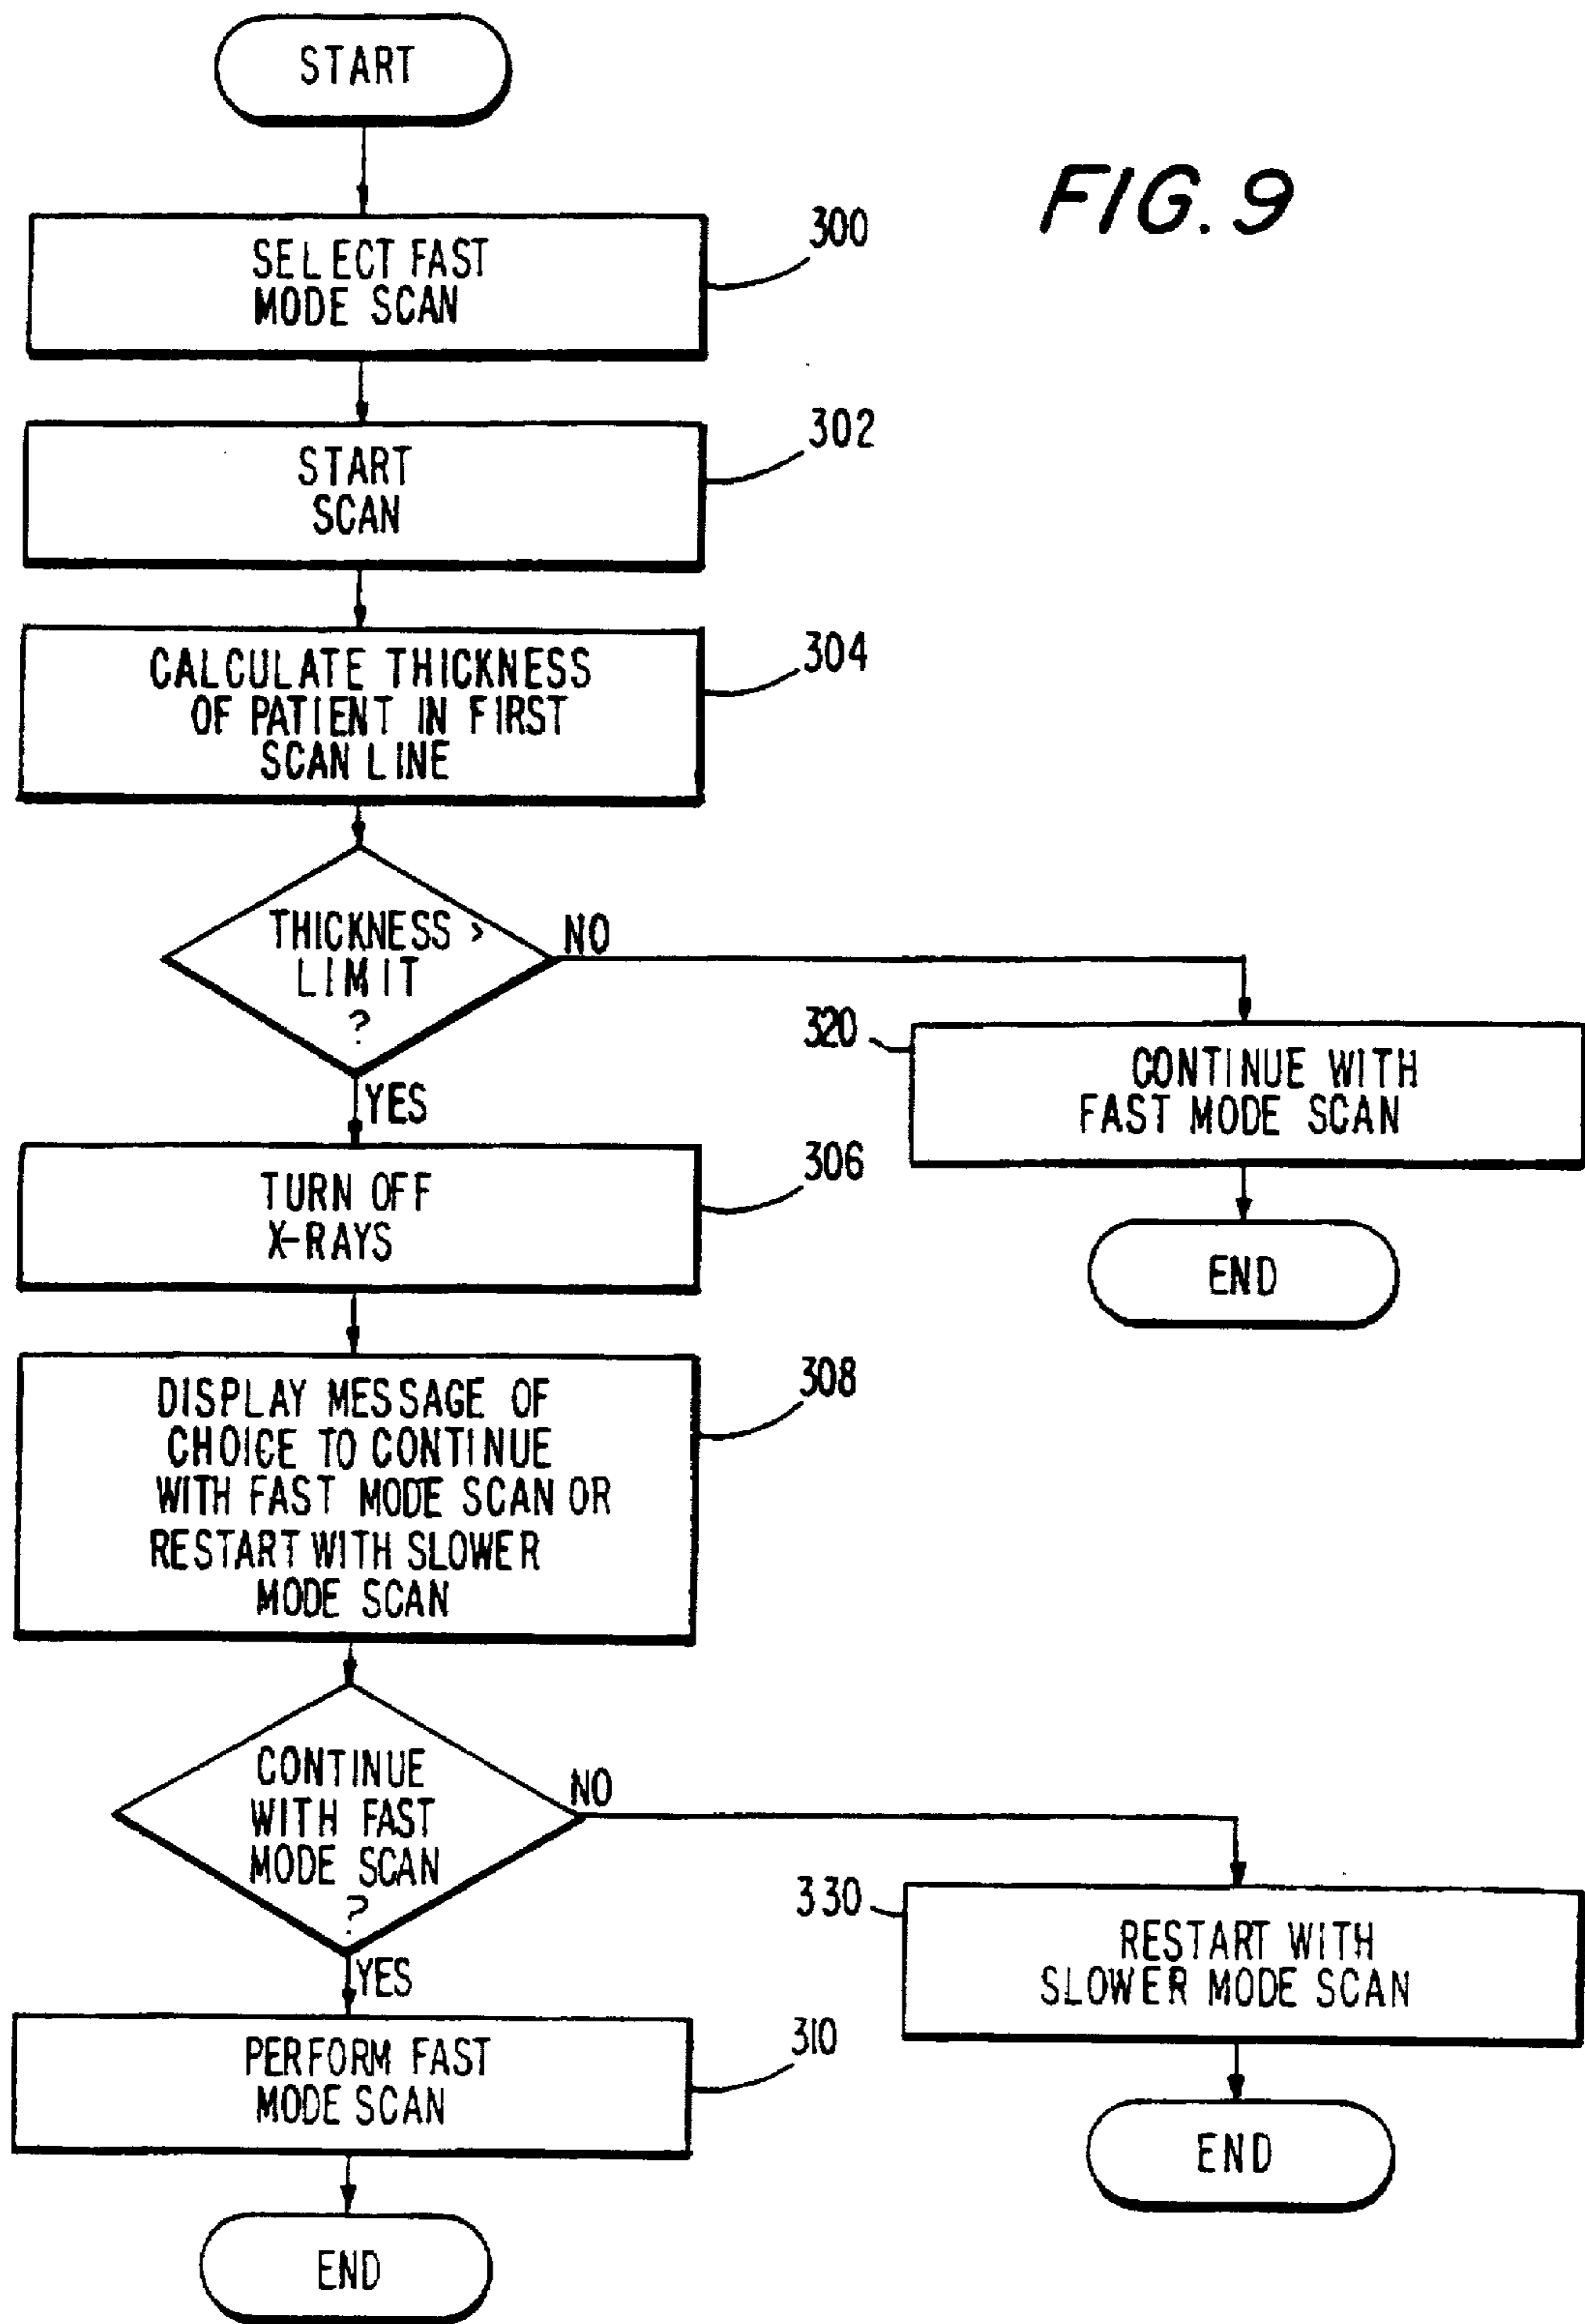 START
FIG. 9
300
SELECT FAST
MODE SCAN
302
START
SCAN
304
CALCULATE THICKNESS
OF PATIENT IN FIRST
SCAN LINE
THICKNESS >
LIMIT
?
NO
YES
320
CONTINUE WITH
FAST MODE SCAN
END
306
TURN OFF
X-RAYS
308
DISPLAY MESSAGE OF
CHOICE TO CONTINUE
WITH FAST MODE SCAN OR
RESTART WITH SLOWER
MODE SCAN
CONTINUE
WITH FAST
MODE SCAN
?
NO
YES
330
RESTART WITH
SLOWER MODE SCAN
END
310
PERFORM FAST
MODE SCAN
END